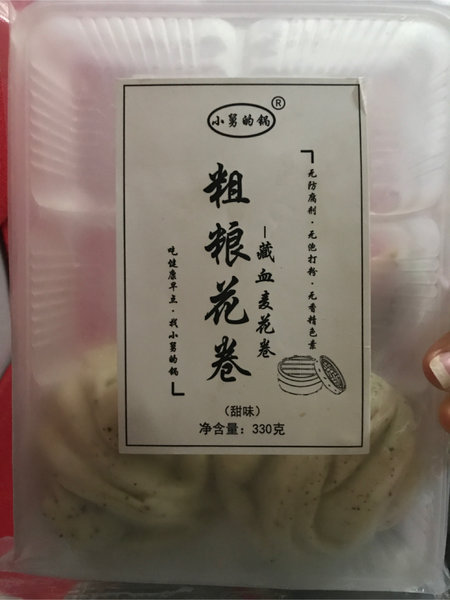 小舅的锅
®
无防腐剂·无泡打粉·无香精色素
粗粮花卷
-藏血麦花卷
吃健康早点·找小舅的锅
(甜味)
净含量：330克